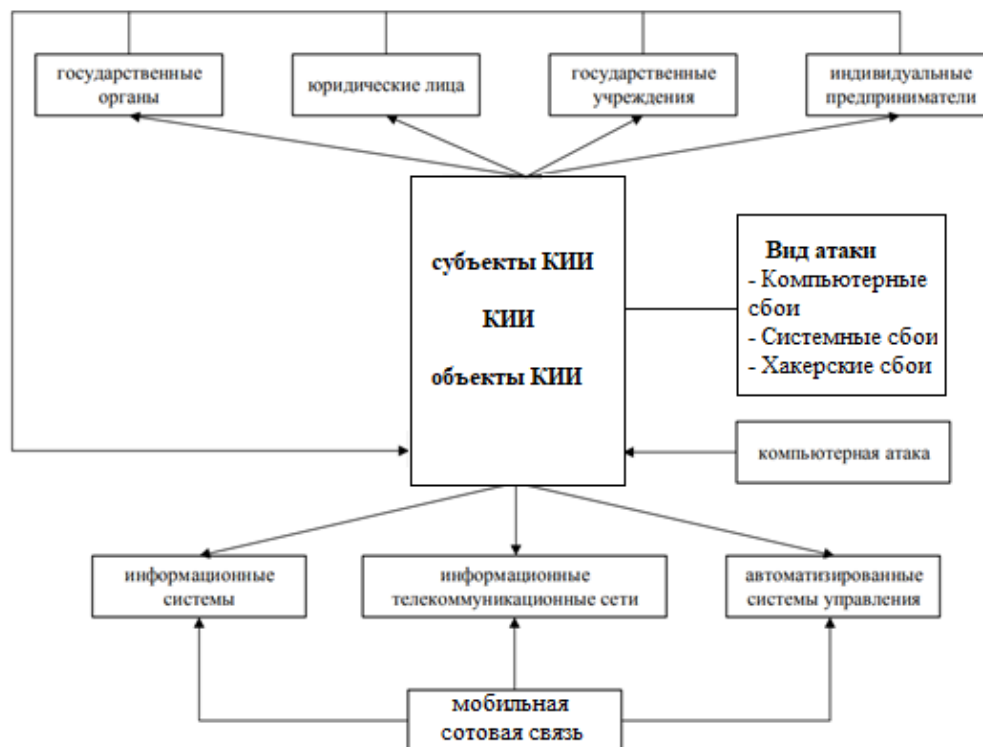 государственные
органы
юридические лица
государственные
учреждения
индивидуальные
предприниматели
субъекты КИИ
КИИ
объекты КИИ
Вид атаки
- Компьютерные
сбои
- Системные сбои
- Хакерские сбои
компьютерная атака
информационные
системы
информационные
телекоммуникационные сети
автоматизированные
системы управления
мобильная
сотовая связь